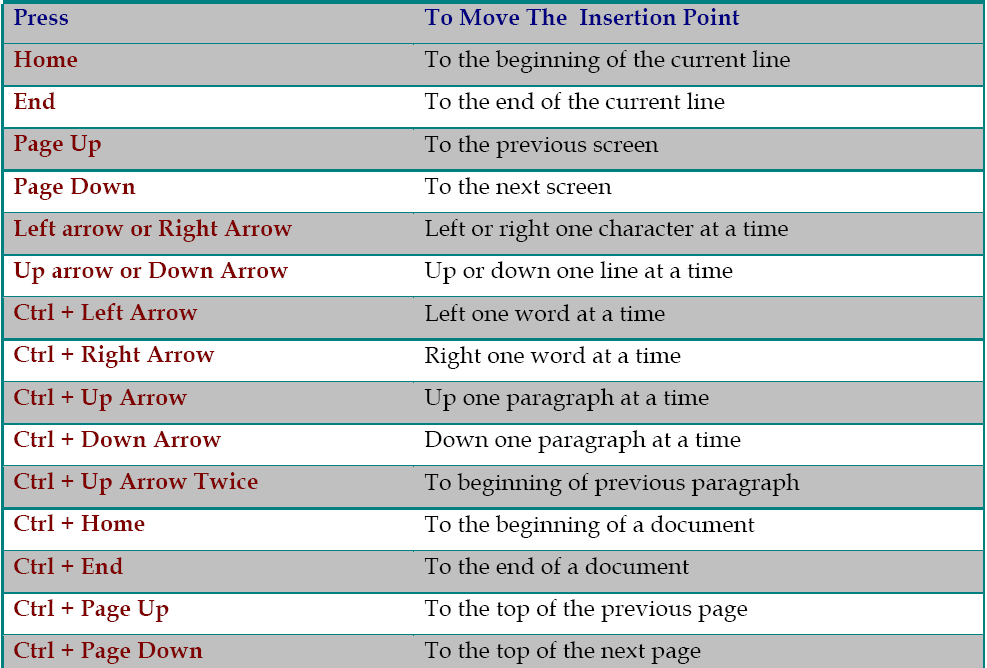 Press To Move The Insertion Point
Home To the beginning of the current line
End To the end of the current line
Page Up To the previous screen
Page Down To the next screen
Left arrow or Right Arrow Left or right one character at a time
Up arrow or Down Arrow Up or down one line at a time
Ctrl + Left Arrow Left one word at a time
Ctrl + Right Arrow Right one word at a time
Ctrl + Up Arrow Up one paragraph at a time
Ctrl + Down Arrow Down one paragraph at a time
Ctrl + Up Arrow Twice To beginning of previous paragraph
Ctrl + Home To the beginning of a document
Ctrl + End To the end of a document
Ctrl + Page Up To the top of the previous page
Ctrl + Page Down To the top of the next page